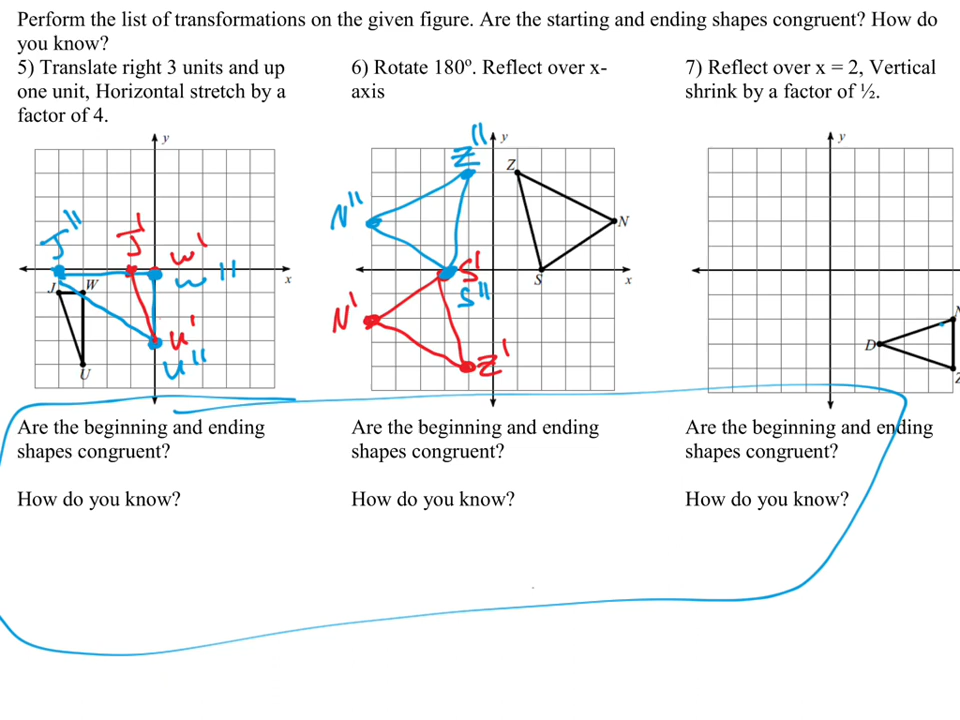 Perform the list of transformations on the given figure. Are the starting and ending shapes congruent? How do
you know?
5) Translate right 3 units and up
one unit, Horizontal stretch by a
factor of 4.
y
J"
J'
W'
W"
x
J
W
U
U'
U"
6) Rotate 180º. Reflect over x-
axis
y
Z"
Z
N"
N
S'
S"
S
x
N'
Z'
7) Reflect over x = 2, Vertical
shrink by a factor of ½.
y
D
Are the beginning and ending
shapes congruent?
How do you know?
Are the beginning and ending
shapes congruent?
How do you know?
Are the beginning and ending
shapes congruent?
How do you know?